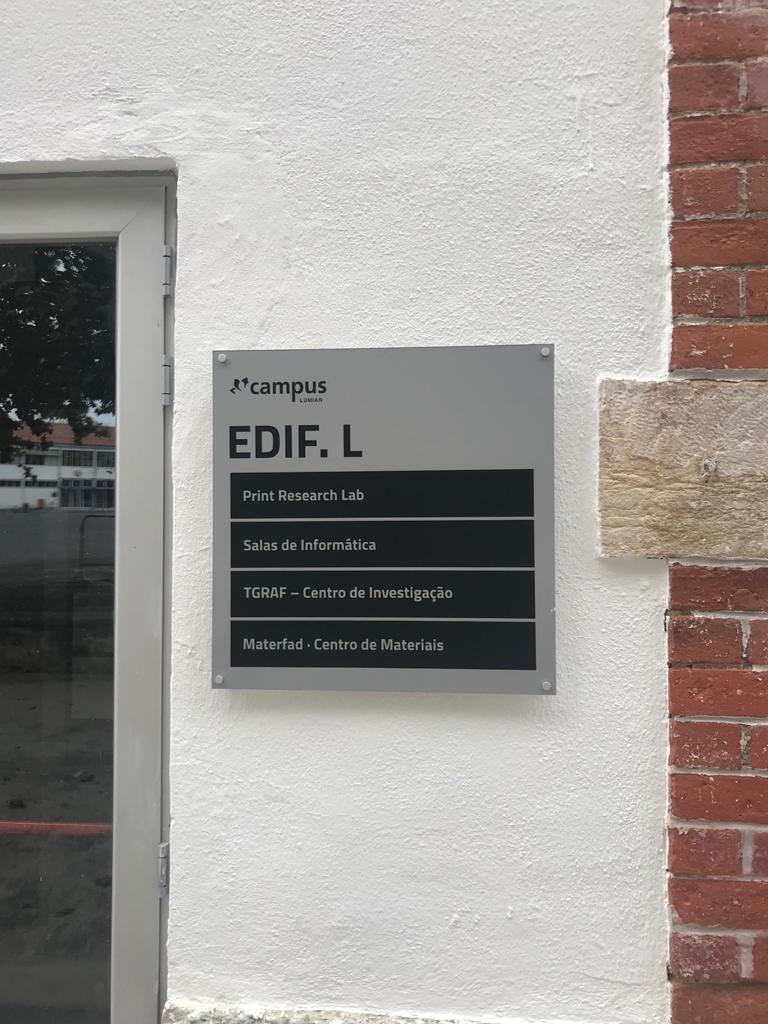 campus
LUMIAR
EDIF. L
Print Research Lab
Salas de Informática
TGRAF – Centro de Investigação
Materfad · Centro de Materiais